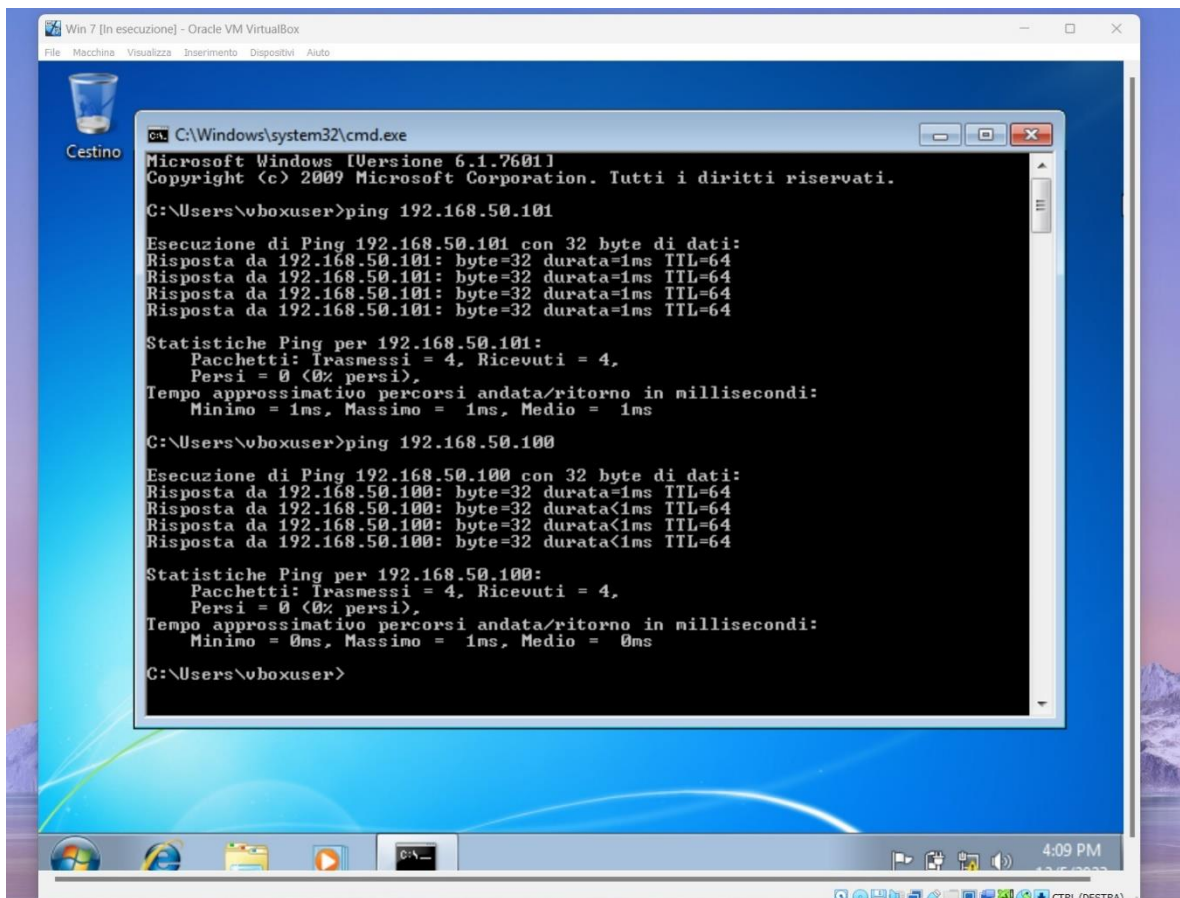 Win 7 [In esecuzione] - Oracle VM VirtualBox
File Macchina Visualizza Inserimento Dispositivi Aiuto
Cestino
C:\Windows\system32\cmd.exe
Microsoft Windows [Versione 6.1.7601]
Copyright (c) 2009 Microsoft Corporation. Tutti i diritti riservati.
C:\Users\vboxuser>ping 192.168.50.101
Esecuzione di Ping 192.168.50.101 con 32 byte di dati:
Risposta da 192.168.50.101: byte=32 durata=1ms TTL=64
Risposta da 192.168.50.101: byte=32 durata=1ms TTL=64
Risposta da 192.168.50.101: byte=32 durata=1ms TTL=64
Risposta da 192.168.50.101: byte=32 durata=1ms TTL=64
Statistiche Ping per 192.168.50.101:
Pacchetti: Trasmessi = 4, Ricevuti = 4,
Persi = 0 (0% persi),
Tempo approssimativo percorsi andata/ritorno in millisecondi:
Minimo = 1ms, Massimo = 1ms, Medio = 1ms
C:\Users\vboxuser>ping 192.168.50.100
Esecuzione di Ping 192.168.50.100 con 32 byte di dati:
Risposta da 192.168.50.100: byte=32 durata=1ms TTL=64
Risposta da 192.168.50.100: byte=32 durata<1ms TTL=64
Risposta da 192.168.50.100: byte=32 durata<1ms TTL=64
Risposta da 192.168.50.100: byte=32 durata<1ms TTL=64
Statistiche Ping per 192.168.50.100:
Pacchetti: Trasmessi = 4, Ricevuti = 4,
Persi = 0 (0% persi),
Tempo approssimativo percorsi andata/ritorno in millisecondi:
Minimo = 0ms, Massimo = 1ms, Medio = 0ms
C:\Users\vboxuser>
4:09 PM
CTRL (DESTRA)